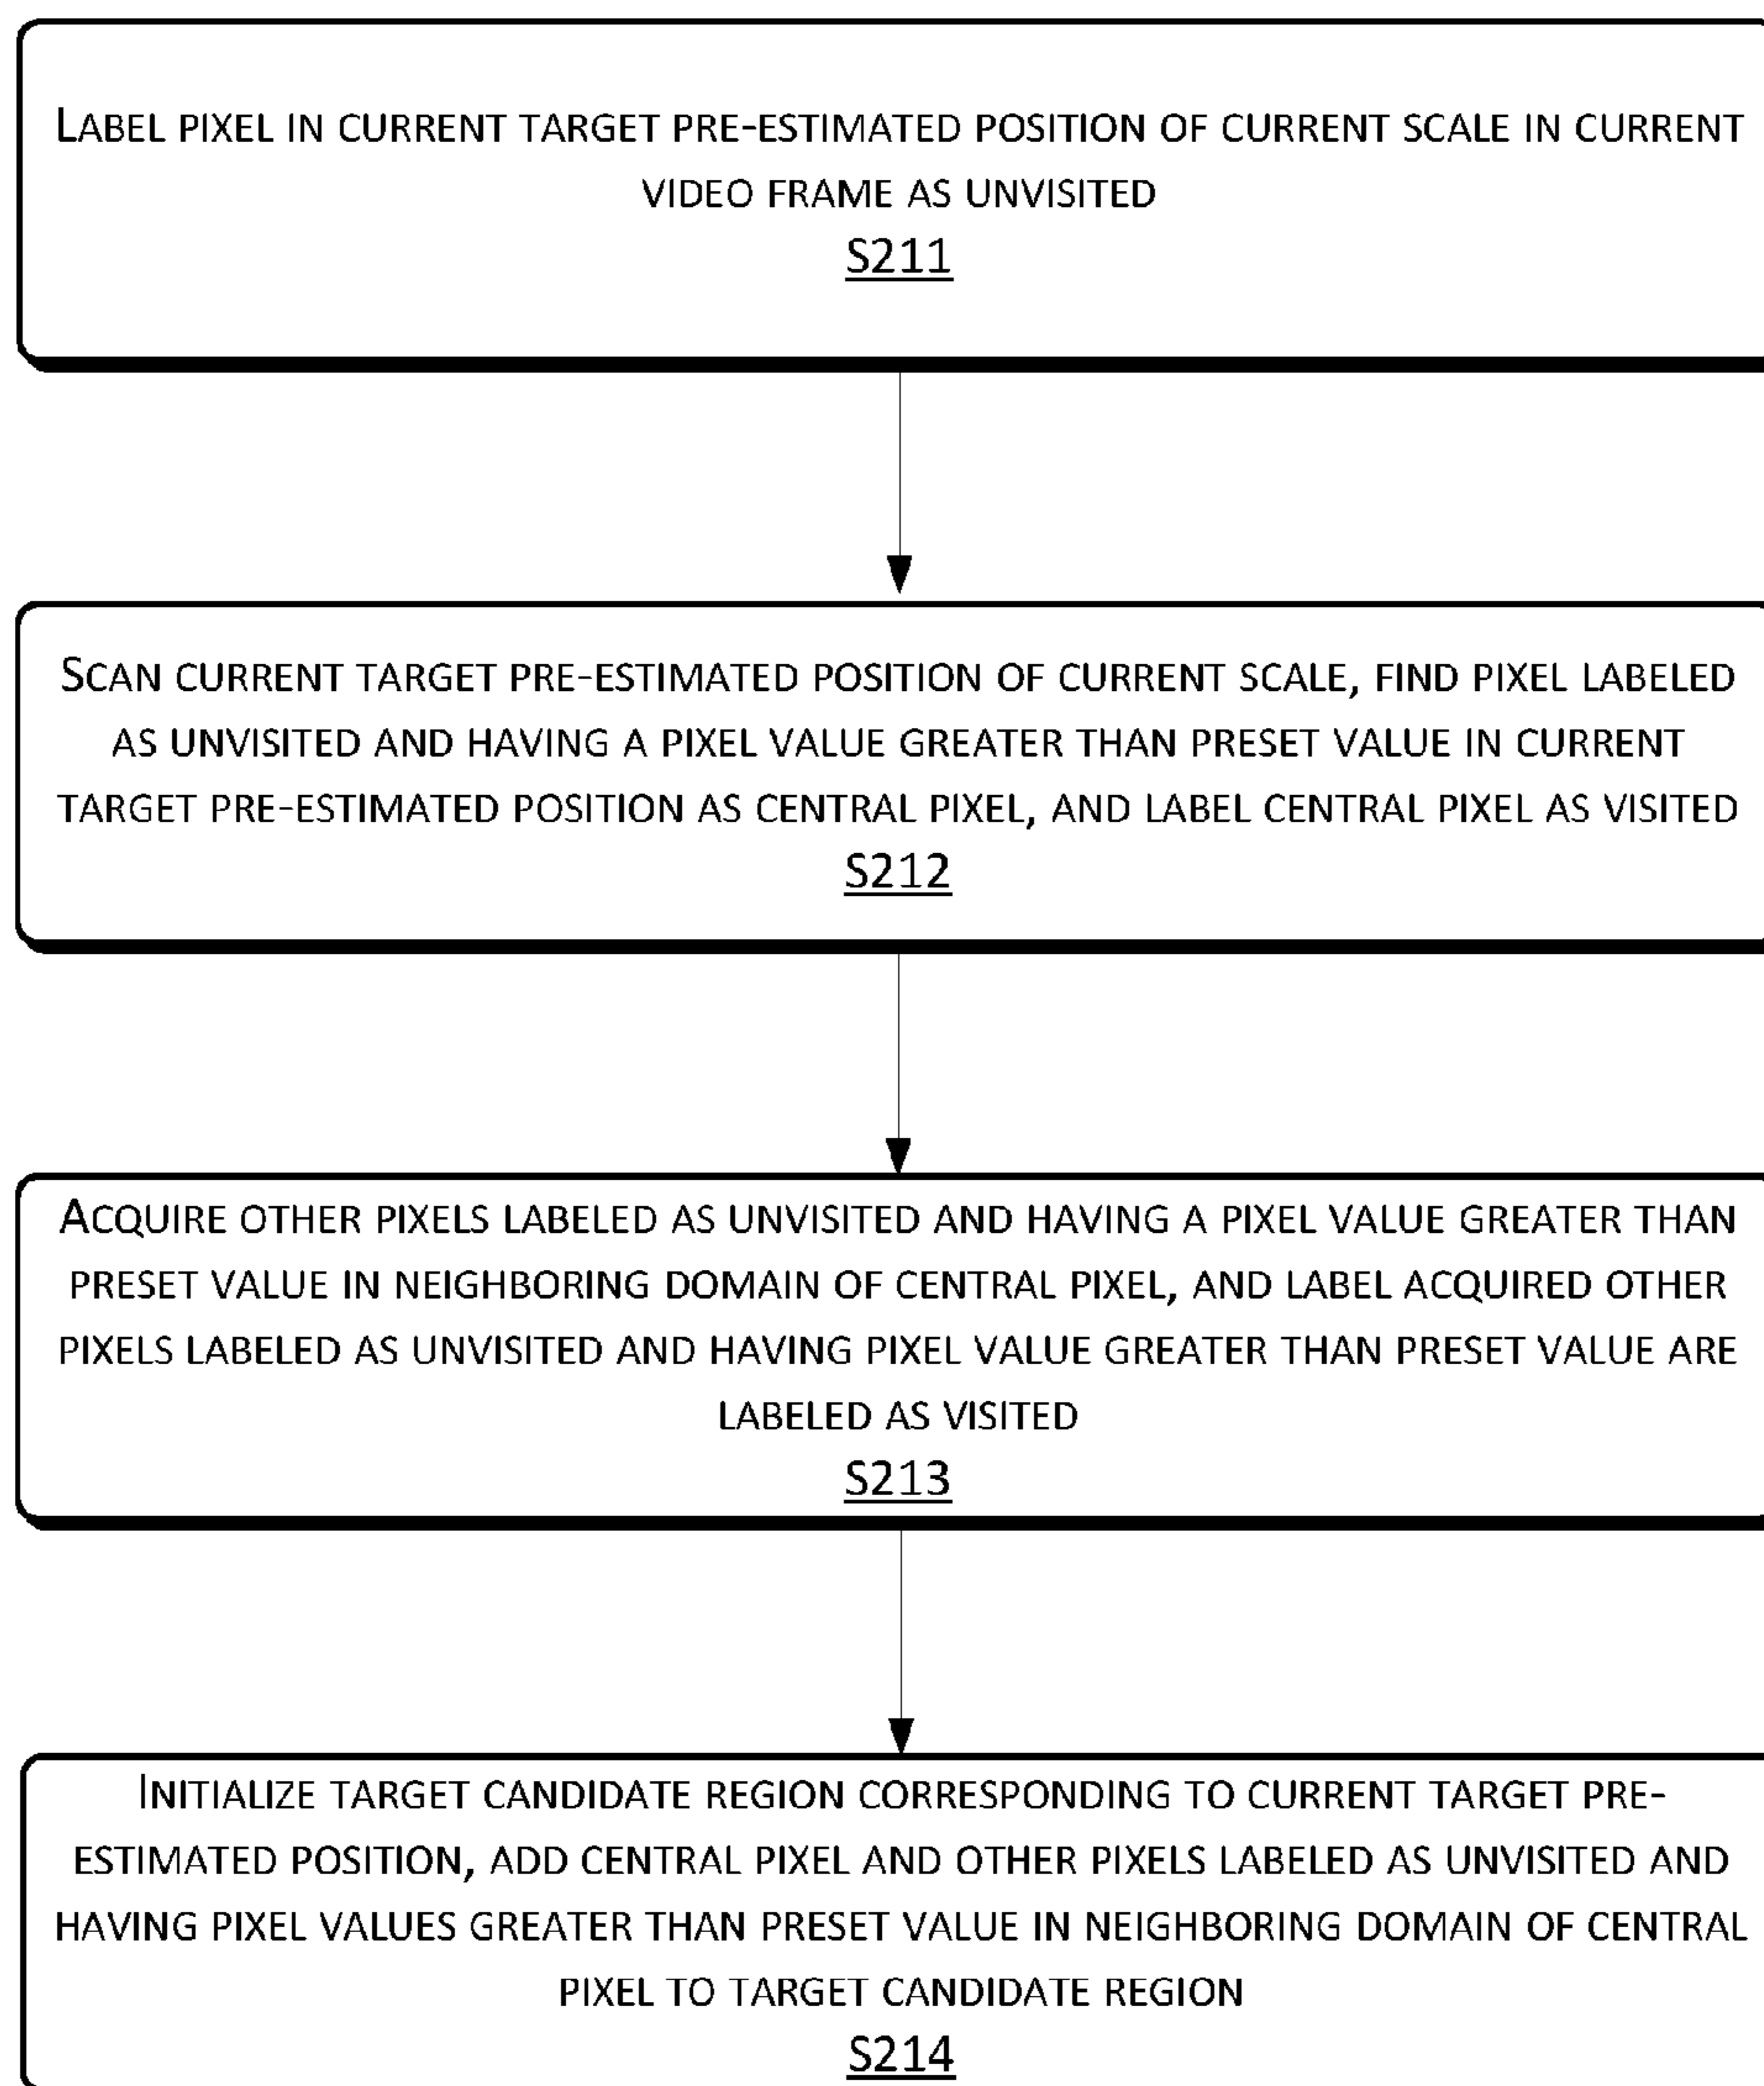 LABEL PIXEL IN CURRENT TARGET PRE-ESTIMATED POSITION OF CURRENT SCALE IN CURRENT
VIDEO FRAME AS UNVISITED
S211
SCAN CURRENT TARGET PRE-ESTIMATED POSITION OF CURRENT SCALE, FIND PIXEL LABELED
AS UNVISITED AND HAVING A PIXEL VALUE GREATER THAN PRESET VALUE IN CURRENT
TARGET PRE-ESTIMATED POSITION AS CENTRAL PIXEL, AND LABEL CENTRAL PIXEL AS VISITED
S212
ACQUIRE OTHER PIXELS LABELED AS UNVISITED AND HAVING A PIXEL VALUE GREATER THAN
PRESET VALUE IN NEIGHBORING DOMAIN OF CENTRAL PIXEL, AND LABEL ACQUIRED OTHER
PIXELS LABELED AS UNVISITED AND HAVING PIXEL VALUE GREATER THAN PRESET VALUE ARE
LABELED AS VISITED
S213
INITIALIZE TARGET CANDIDATE REGION CORRESPONDING TO CURRENT TARGET PRE-
ESTIMATED POSITION, ADD CENTRAL PIXEL AND OTHER PIXELS LABELED AS UNVISITED AND
HAVING PIXEL VALUES GREATER THAN PRESET VALUE IN NEIGHBORING DOMAIN OF CENTRAL
PIXEL TO TARGET CANDIDATE REGION
S214